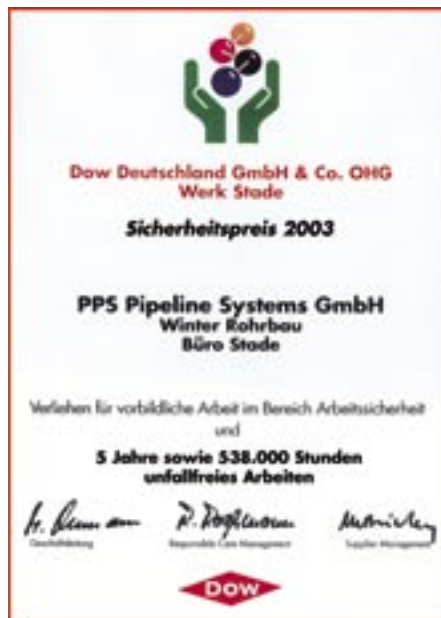 Dow Deutschland GmbH & Co. OHG
Werk Stade
Sicherheitspreis 2003
PPS Pipeline Systems GmbH
Winter Rohrbau
Büro Stade
Verliehen für vorbildliche Arbeit im Bereich Arbeitssicherheit
und
5 Jahre sowie 538.000 Stunden
unfallfreies Arbeiten
Geschäftsleitung Responsible Care Management Supplier Management
DOW